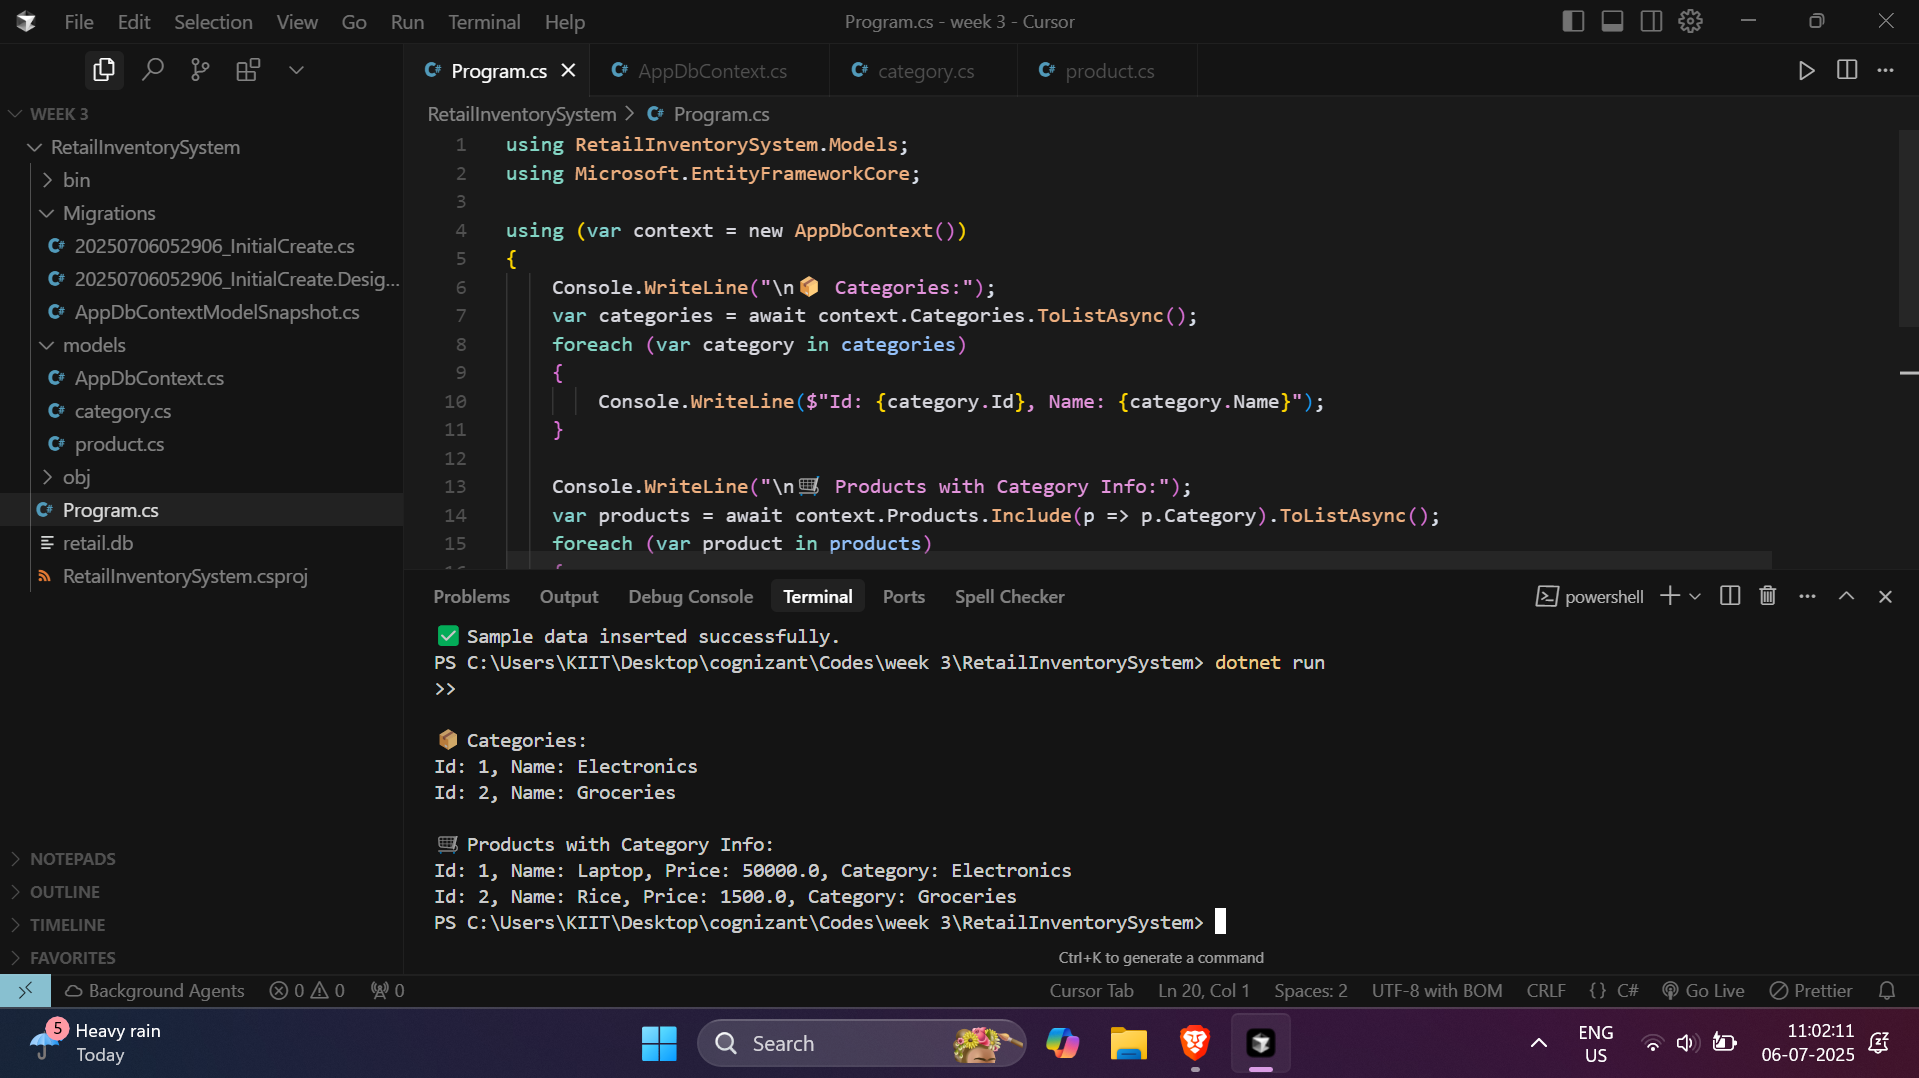 File Edit Selection View Go Run Terminal Help
Program.cs - week 3 - Cursor
Program.cs
AppDbContext.cs
category.cs
product.cs
WEEK 3
RetailInventorySystem
bin
Migrations
20250706052906_InitialCreate.cs
20250706052906_InitialCreate.Desig...
AppDbContextModelSnapshot.cs
models
AppDbContext.cs
category.cs
product.cs
obj
Program.cs
retail.db
RetailInventorySystem.csproj
NOTEPADS
OUTLINE
TIMELINE
FAVORITES
RetailInventorySystem > Program.cs
1 using RetailInventorySystem.Models;
2 using Microsoft.EntityFrameworkCore;
3
4 using (var context = new AppDbContext())
5 {
6 Console.WriteLine("\n📦 Categories:");
7 var categories = await context.Categories.ToListAsync();
8 foreach (var category in categories)
9 {
10 Console.WriteLine($"Id: {category.Id}, Name: {category.Name}");
11 }
12
13 Console.WriteLine("\n🛒 Products with Category Info:");
14 var products = await context.Products.Include(p => p.Category).ToListAsync();
15 foreach (var product in products)
Problems Output Debug Console Terminal Ports Spell Checker
powershell
✅ Sample data inserted successfully.
PS C:\Users\KIIT\Desktop\cognizant\Codes\week 3\RetailInventorySystem> dotnet run
>>
📦 Categories:
Id: 1, Name: Electronics
Id: 2, Name: Groceries
🛒 Products with Category Info:
Id: 1, Name: Laptop, Price: 50000.0, Category: Electronics
Id: 2, Name: Rice, Price: 1500.0, Category: Groceries
PS C:\Users\KIIT\Desktop\cognizant\Codes\week 3\RetailInventorySystem>
Ctrl+K to generate a command
Background Agents 0 0 0
Cursor Tab Ln 20, Col 1 Spaces: 2 UTF-8 with BOM CRLF {} C# Go Live Prettier
5
Heavy rain
Today
Search
ENG
US
11:02:11
06-07-2025